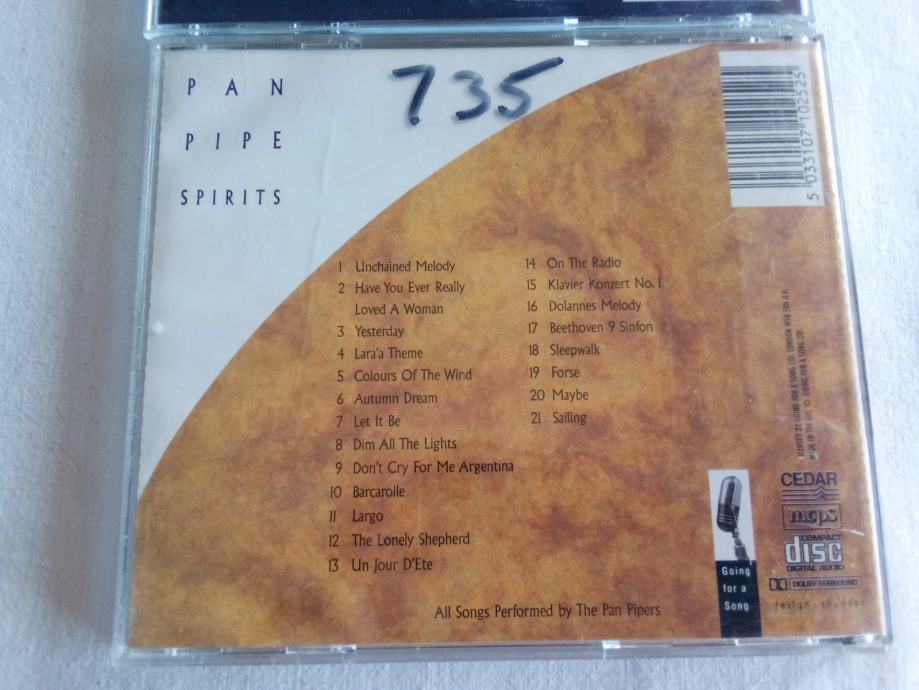 PAN
PIPE
SPIRITS
735
5 033107 102525
1 Unchained Melody
2 Have You Ever Really
Loved A Woman
3 Yesterday
4 Lara'a Theme
5 Colours Of The Wind
6 Autumn Dream
7 Let It Be
8 Dim All The Lights
9 Don't Cry For Me Argentina
10 Barcarolle
11 Largo
12 The Lonely Shepherd
13 Un Jour D'Ete
14 On The Radio
15 Klavier Konzert No.1
16 Dolannes Melody
17 Beethoven 9 Sinfon
18 Sleepwalk
19 Forse
20 Maybe
21 Sailing
All Songs Performed by The Pan Pipers
Going
for a
Song
CEDAR
mcps
COMPACT
disc
DIGITAL AUDIO
DOLBY SURROUND
design : thunder